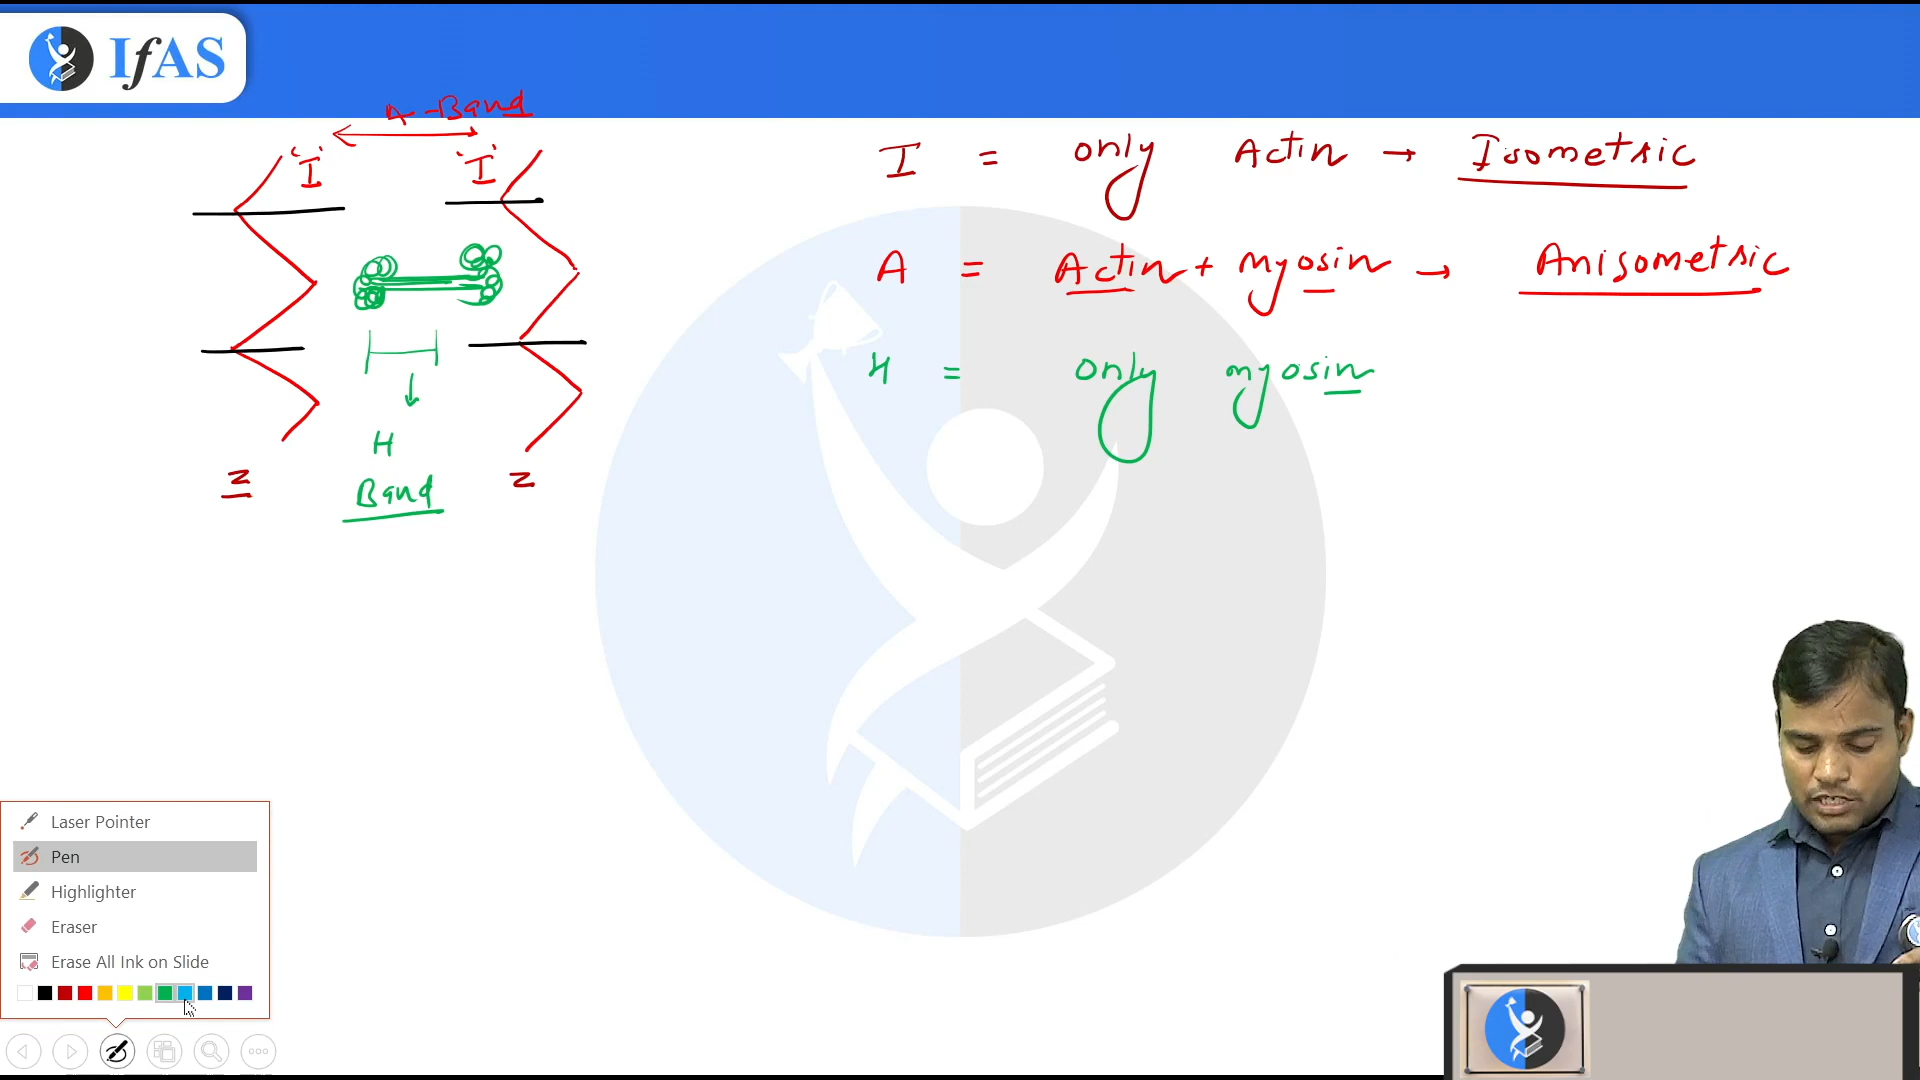 IfAS
A-Band
'I' 'I'
I = only Actin → Isometric
A = Actin + myosin → Anisometric
H = only myosin
H
Band
Z Z
Laser Pointer
Pen
Highlighter
Eraser
Erase All Ink on Slide